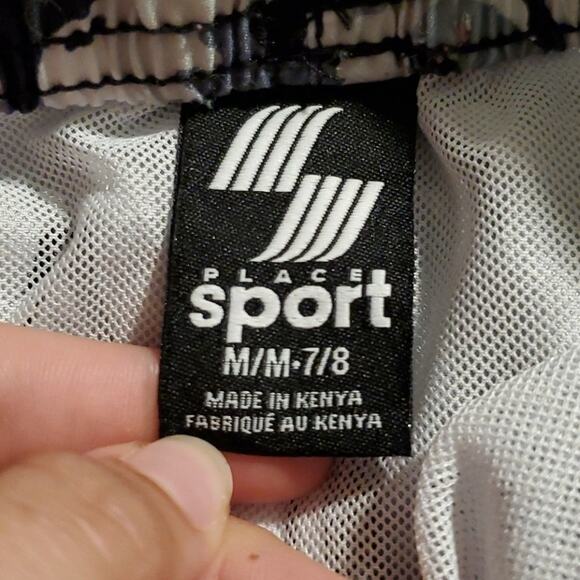 PLACE
sport
M/M•7/8
MADE IN KENYA
FABRIQUÉ AU KENYA